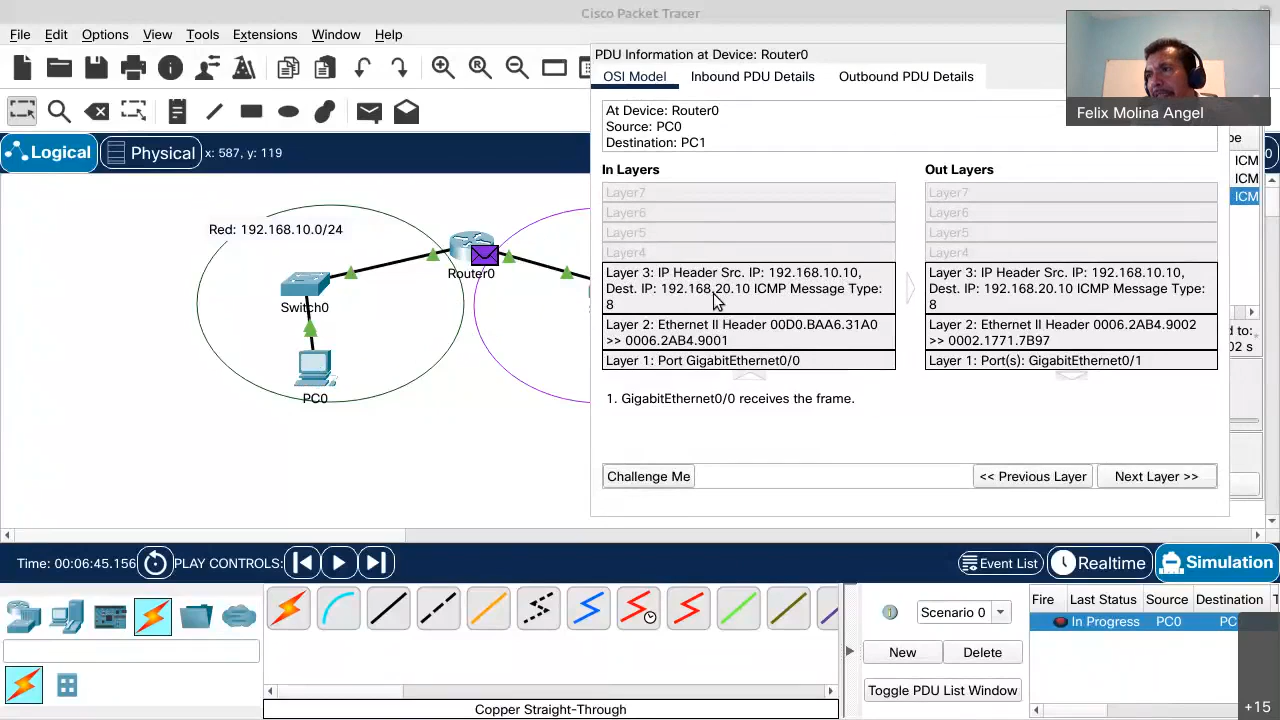 Cisco Packet Tracer
File Edit Options View Tools Extensions Window Help
PDU Information at Device: Router0
OSI Model Inbound PDU Details Outbound PDU Details
Felix Molina Angel
At Device: Router0
Source: PC0
Destination: PC1
Logical Physical x: 587, y: 119
In Layers Out Layers
Layer7 Layer7
Layer6 Layer6
Layer5 Layer5
Layer4 Layer4
Layer 3: IP Header Src. IP: 192.168.10.10,
Dest. IP: 192.168.20.10 ICMP Message Type:
8
Layer 3: IP Header Src. IP: 192.168.10.10,
Dest. IP: 192.168.20.10 ICMP Message Type:
8
Layer 2: Ethernet II Header 00D0.BAA6.31A0
>> 0006.2AB4.9001
Layer 2: Ethernet II Header 0006.2AB4.9002
>> 0002.1771.7B97
Layer 1: Port GigabitEthernet0/0
Layer 1: Port(s): GigabitEthernet0/1
1. GigabitEthernet0/0 receives the frame.
Challenge Me << Previous Layer Next Layer >>
Red: 192.168.10.0/24
Router0
Switch0
PC0
pe
0
ICM
ICM
ICM
d to:
02 s
Time: 00:06:45.156 PLAY CONTROLS: Event List Realtime Simulation
Scenario 0
New Delete
Toggle PDU List Window
Fire Last Status Source Destination T
In Progress PC0 PC
+15
Copper Straight-Through